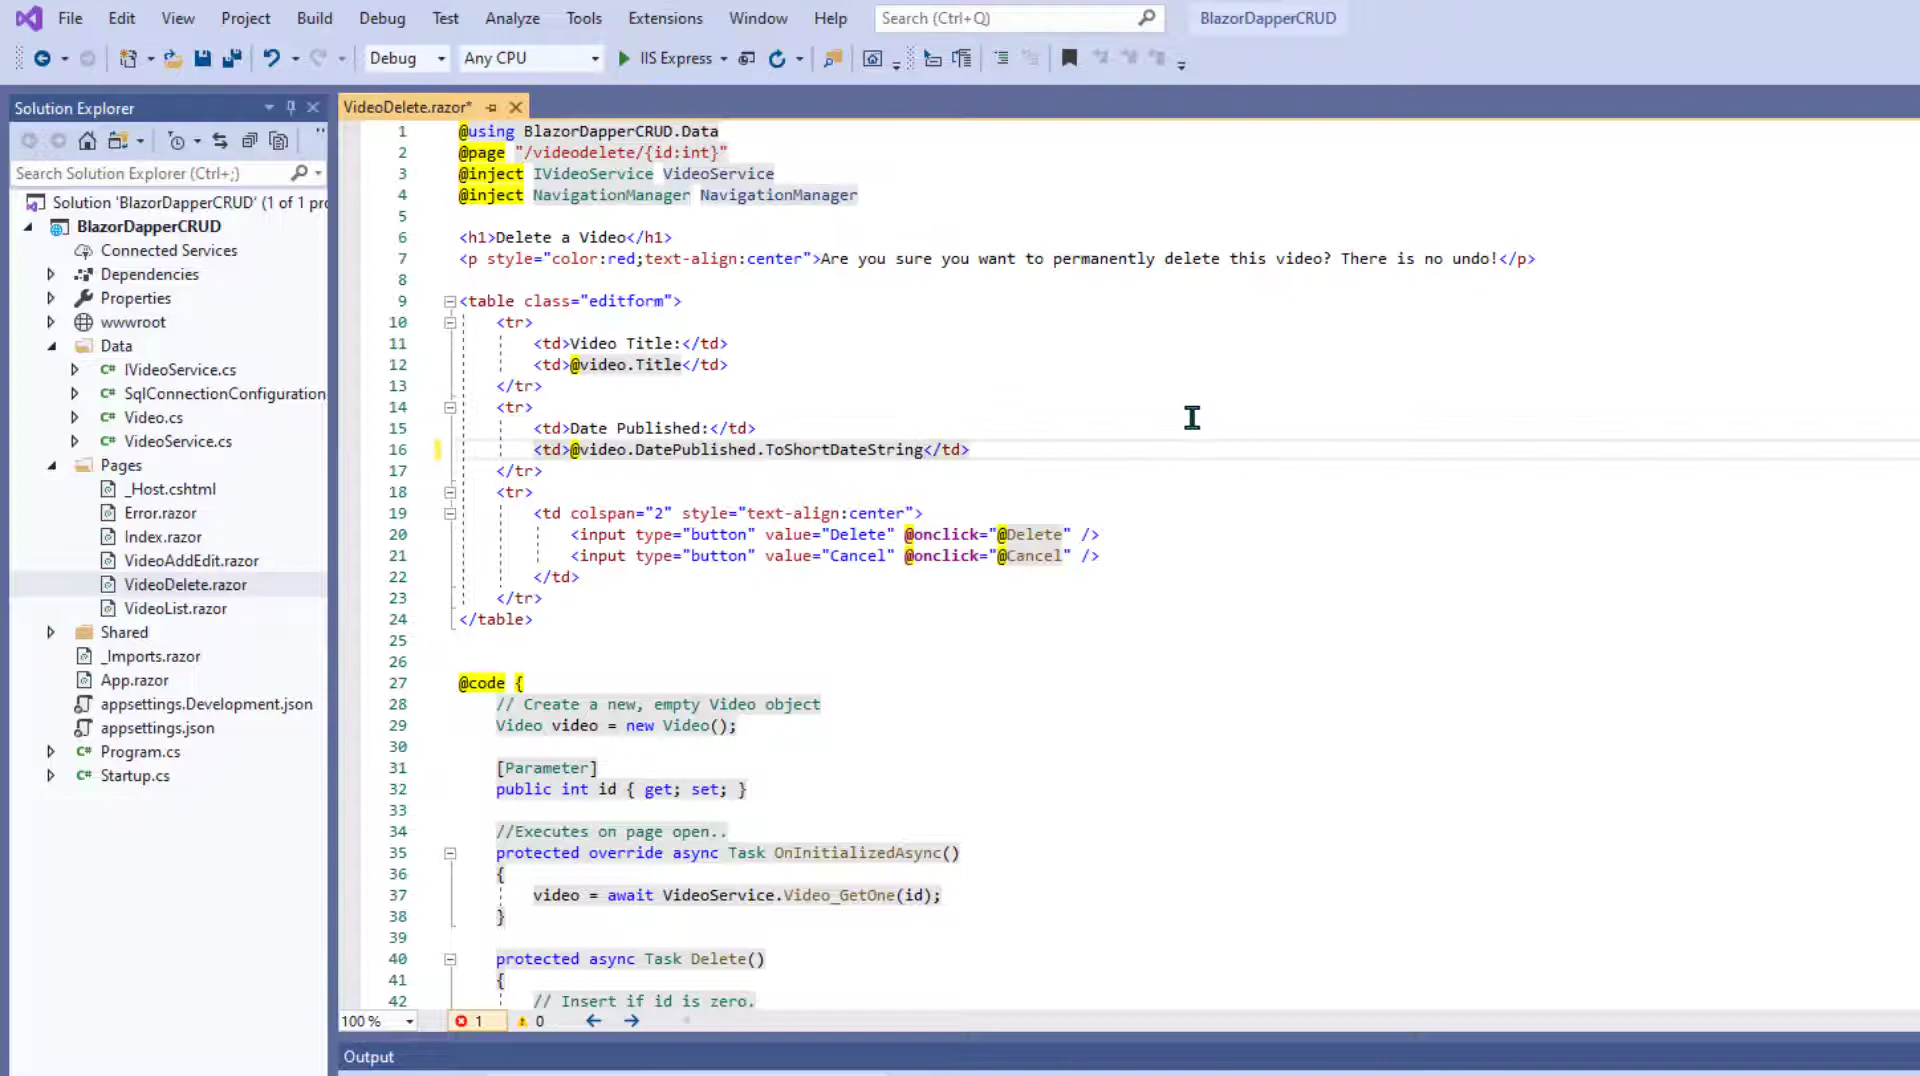 File Edit View Project Build Debug Test Analyze Tools Extensions Window Help Search (Ctrl+Q) BlazorDapperCRUD
Debug Any CPU IIS Express
Solution Explorer
Search Solution Explorer (Ctrl+;)
Solution 'BlazorDapperCRUD' (1 of 1 pr
BlazorDapperCRUD
Connected Services
Dependencies
Properties
wwwroot
Data
C# IVideoService.cs
C# SqlConnectionConfiguration
C# Video.cs
C# VideoService.cs
Pages
_Host.cshtml
Error.razor
Index.razor
VideoAddEdit.razor
VideoDelete.razor
VideoList.razor
Shared
_Imports.razor
App.razor
appsettings.Development.json
appsettings.json
C# Program.cs
C# Startup.cs
VideoDelete.razor*
1 @using BlazorDapperCRUD.Data
2 @page "/videodelete/{id:int}"
3 @inject IVideoService VideoService
4 @inject NavigationManager NavigationManager
5
6 <h1>Delete a Video</h1>
7 <p style="color:red;text-align:center">Are you sure you want to permanently delete this video? There is no undo!</p>
8
9 <table class="editform">
10 <tr>
11 <td>Video Title:</td>
12 <td>@video.Title</td>
13 </tr>
14 <tr>
15 <td>Date Published:</td>
16 <td>@video.DatePublished.ToShortDateString</td>
17 </tr>
18 <tr>
19 <td colspan="2" style="text-align:center">
20 <input type="button" value="Delete" @onclick="@Delete" />
21 <input type="button" value="Cancel" @onclick="@Cancel" />
22 </td>
23 </tr>
24 </table>
25
26
27 @code {
28 // Create a new, empty Video object
29 Video video = new Video();
30
31 [Parameter]
32 public int id { get; set; }
33
34 //Executes on page open..
35 protected override async Task OnInitializedAsync()
36 {
37 video = await VideoService.Video_GetOne(id);
38 }
39
40 protected async Task Delete()
41 {
42 // Insert if id is zero.
100 % 1 0
Output